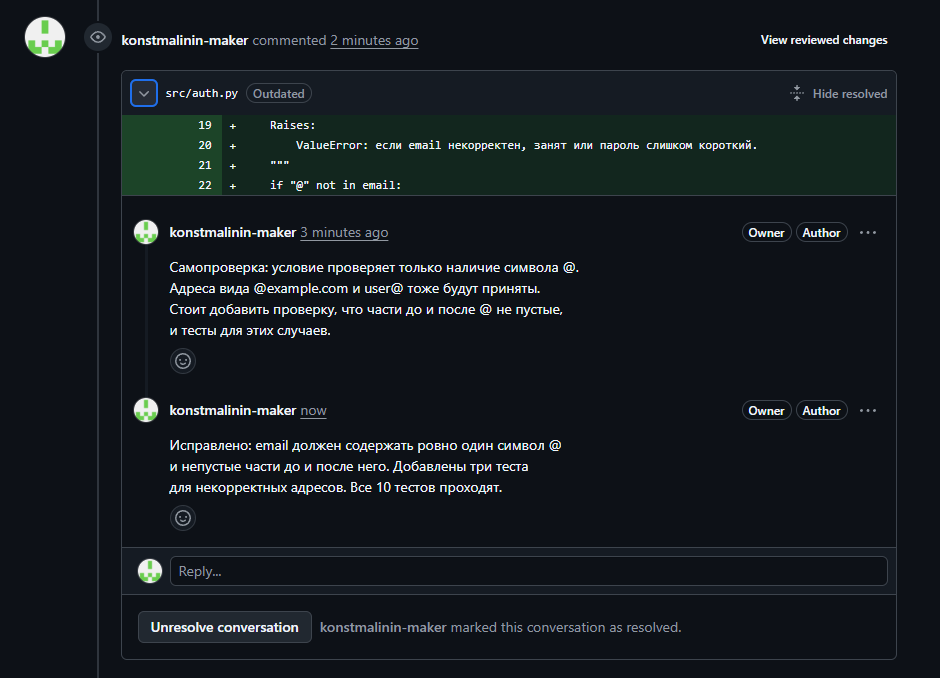 konstmalinin-maker commented 2 minutes ago
View reviewed changes
src/auth.py Outdated
Hide resolved
19 + Raises:
20 + ValueError: если email некорректен, занят или пароль слишком короткий.
21 + """
22 + if "@" not in email:
konstmalinin-maker 3 minutes ago
Owner Author
Самопроверка: условие проверяет только наличие символа @.
Адреса вида @example.com и user@ тоже будут приняты.
Стоит добавить проверку, что части до и после @ не пустые,
и тесты для этих случаев.
konstmalinin-maker now
Owner Author
Исправлено: email должен содержать ровно один символ @
и непустые части до и после него. Добавлены три теста
для некорректных адресов. Все 10 тестов проходят.
Reply...
Unresolve conversation konstmalinin-maker marked this conversation as resolved.